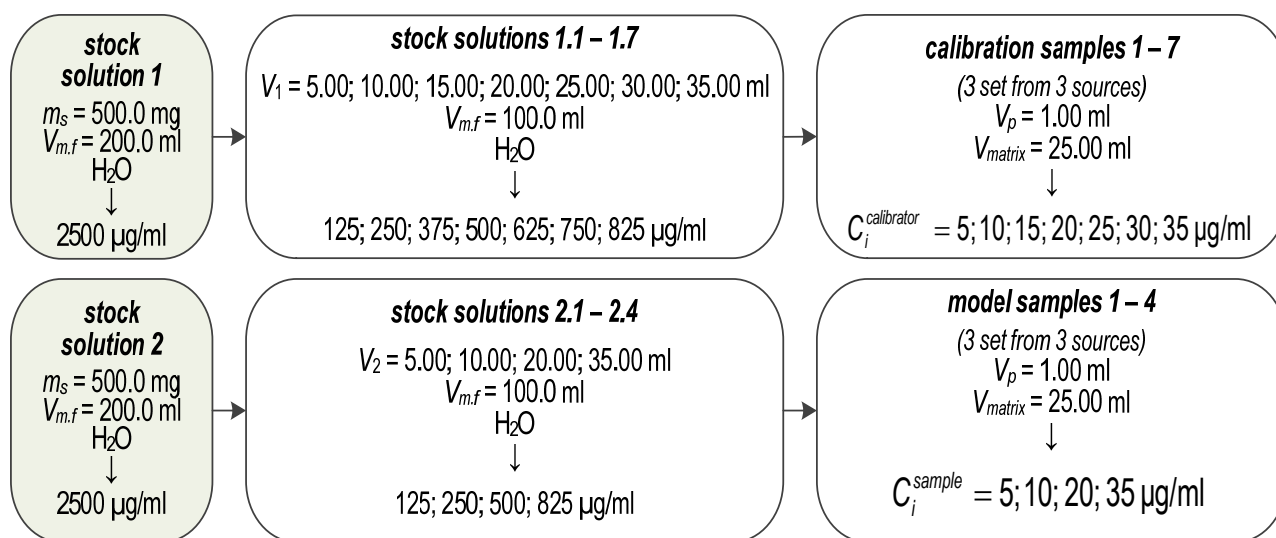 stock
solution 1
mₛ = 500.0 mg
Vₘ.f = 200.0 ml
H₂O
↓
2500 µg/ml
stock solutions 1.1 – 1.7
V₁ = 5.00; 10.00; 15.00; 20.00; 25.00; 30.00; 35.00 ml
Vₘ.f = 100.0 ml
H₂O
↓
125; 250; 375; 500; 625; 750; 825 µg/ml
calibration samples 1 – 7
(3 set from 3 sources)
Vₚ = 1.00 ml
Vmatrix = 25.00 ml
↓
Cᵢcalibrator = 5;10;15;20;25;30;35 µg/ml
stock
solution 2
mₛ = 500.0 mg
Vₘ.f = 200.0 ml
H₂O
↓
2500 µg/ml
stock solutions 2.1 – 2.4
V₂ = 5.00; 10.00; 20.00; 35.00 ml
Vₘ.f = 100.0 ml
H₂O
↓
125; 250; 500; 825 µg/ml
model samples 1 – 4
(3 set from 3 sources)
Vₚ = 1.00 ml
Vmatrix = 25.00 ml
↓
Cᵢsample = 5;10; 20; 35 µg/ml